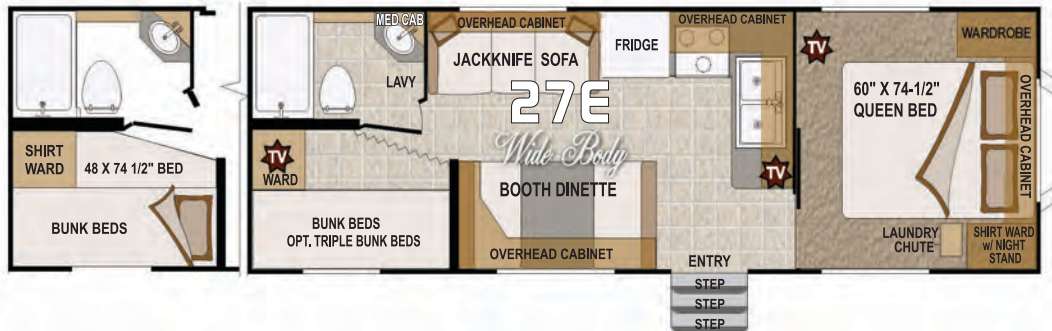 SHIRT
WARD
48 X 74 1/2" BED
BUNK BEDS
MED CAB
LAVY
TV
WARD
BUNK BEDS
OPT. TRIPLE BUNK BEDS
OVERHEAD CABINET
JACKKNIFE SOFA
27E
Wide Body
FRIDGE
OVERHEAD CABINET
BOOTH DINETTE
OVERHEAD CABINET
TV
ENTRY
STEP
STEP
STEP
TV
WARDROBE
60" X 74-1/2"
QUEEN BED
OVERHEAD CABINET
LAUNDRY
CHUTE
SHIRT WARD
w/ NIGHT
STAND